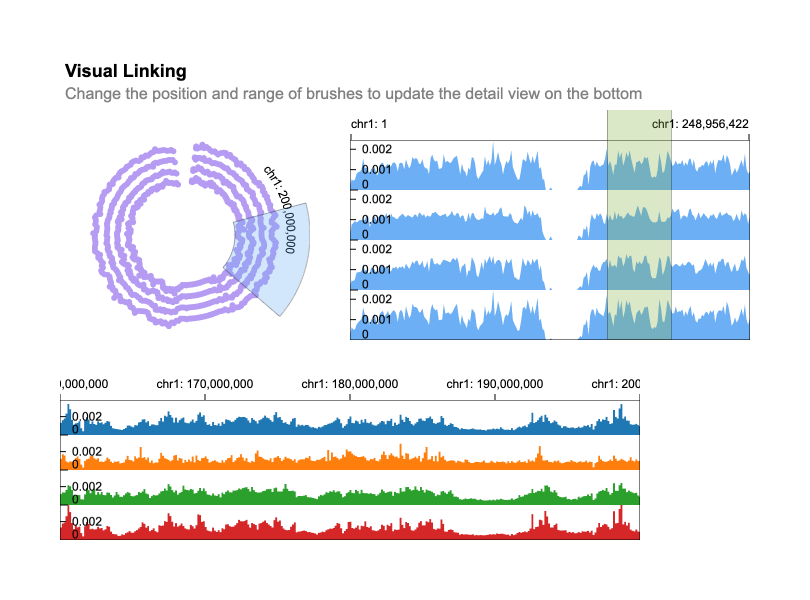 Visual Linking
Change the position and range of brushes to update the detail view on the bottom
chr1: 1
chr1: 248,956,422
0.002
0.001
0
0.002
0.001
0
0.002
0.001
0
0.002
0.001
0
chr1: 200,000,000
0,000,000
chr1: 170,000,000
chr1: 180,000,000
chr1: 190,000,000
chr1: 200
0.002
0
0.002
0
0.002
0
0.002
0